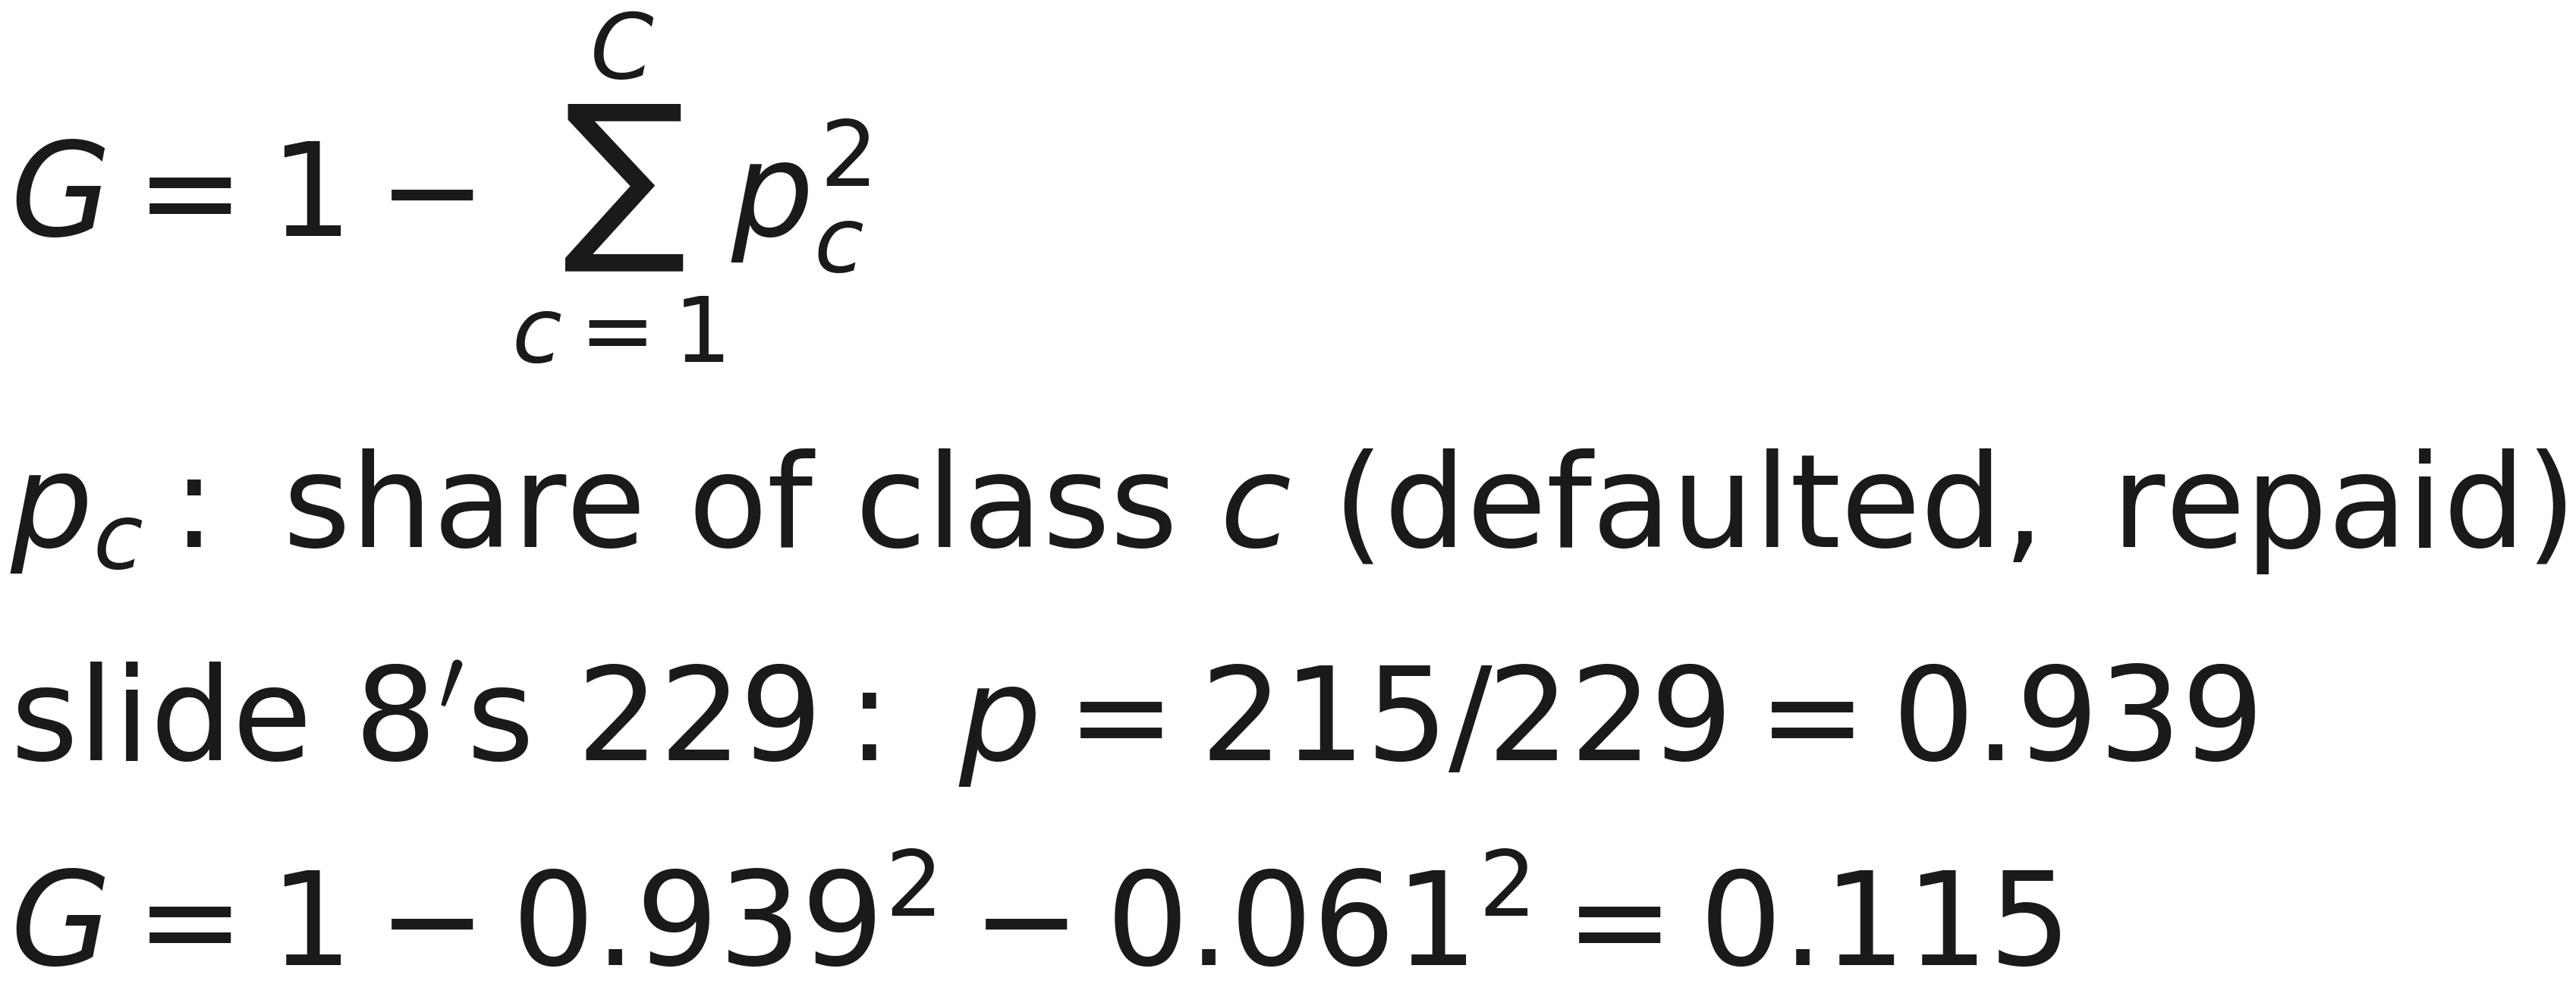 G = 1 − ∑_{c=1}^{C} p_c^2
p_c : share of class c (defaulted, repaid)
slide 8′s 229 : p = 215/229 = 0.939
G = 1 − 0.939^2 − 0.061^2 = 0.115